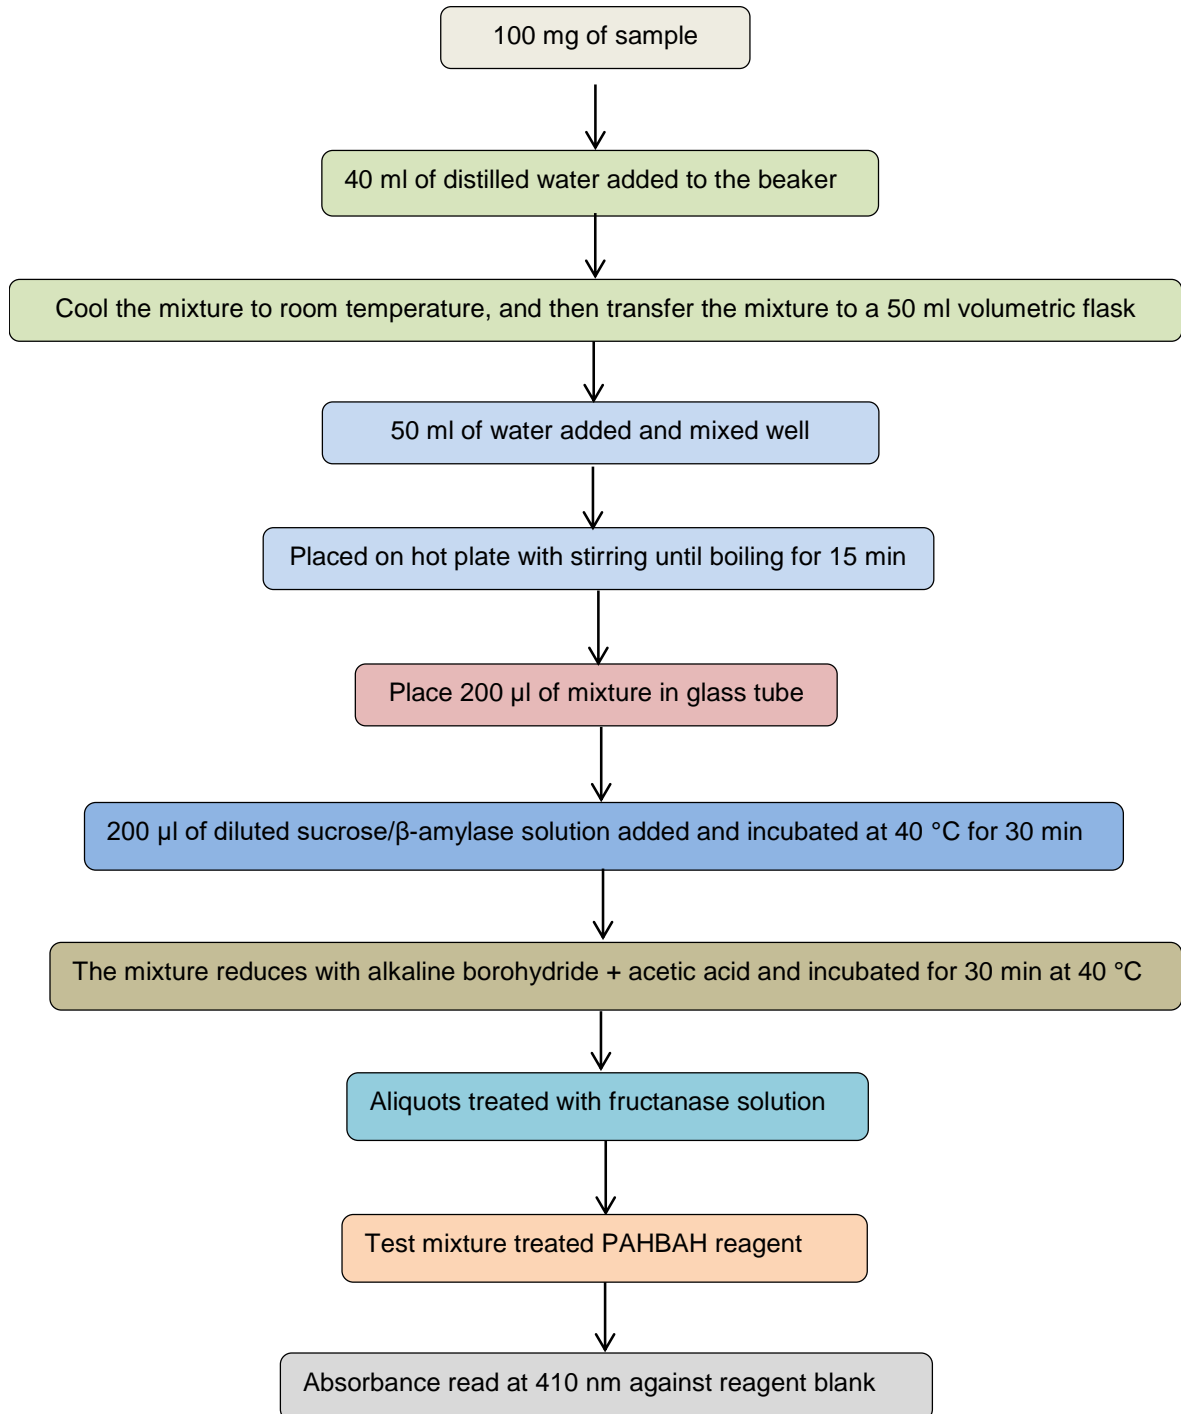 100 mg of sample
40 ml of distilled water added to the beaker
Cool the mixture to room temperature, and then transfer the mixture to a 50 ml volumetric flask
50 ml of water added and mixed well
Placed on hot plate with stirring until boiling for 15 min
Place 200 µl of mixture in glass tube
200 µl of diluted sucrose/β-amylase solution added and incubated at 40 °C for 30 min
The mixture reduces with alkaline borohydride + acetic acid and incubated for 30 min at 40 °C
Aliquots treated with fructanase solution
Test mixture treated PAHBAH reagent
Absorbance read at 410 nm against reagent blank